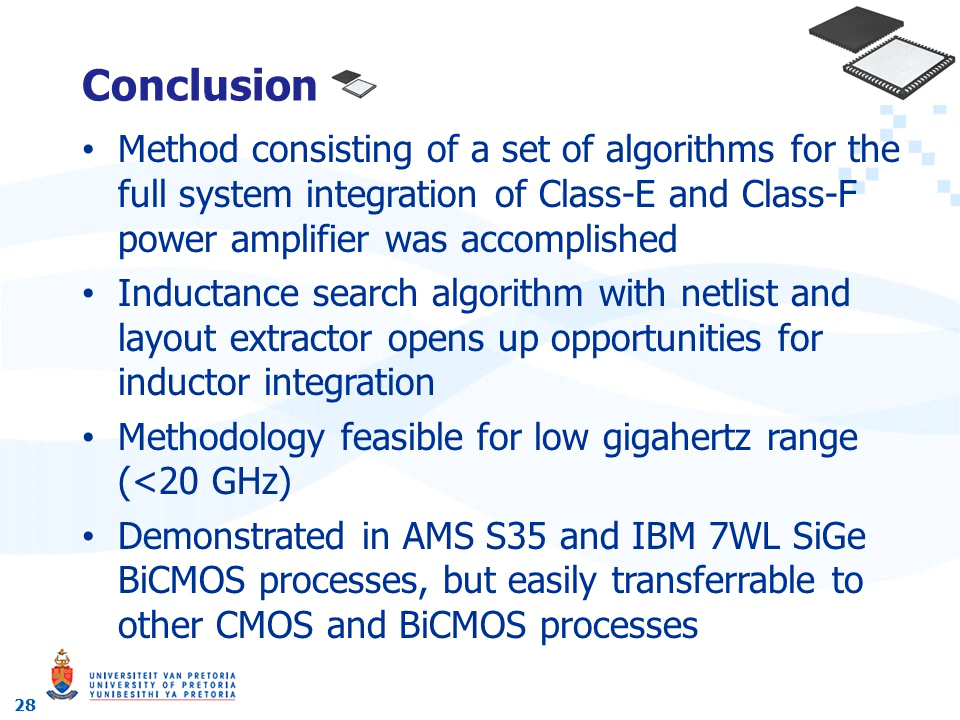 Conclusion
• Method consisting of a set of algorithms for the
full system integration of Class-E and Class-F
power amplifier was accomplished
• Inductance search algorithm with netlist and
layout extractor opens up opportunities for
inductor integration
• Methodology feasible for low gigahertz range
(<20 GHz)
• Demonstrated in AMS S35 and IBM 7WL SiGe
BiCMOS processes, but easily transferrable to
other CMOS and BiCMOS processes
UNIVERSITEIT VAN PRETORIA
UNIVERSITY OF PRETORIA
YUNIBESITHI YA PRETORIA
28